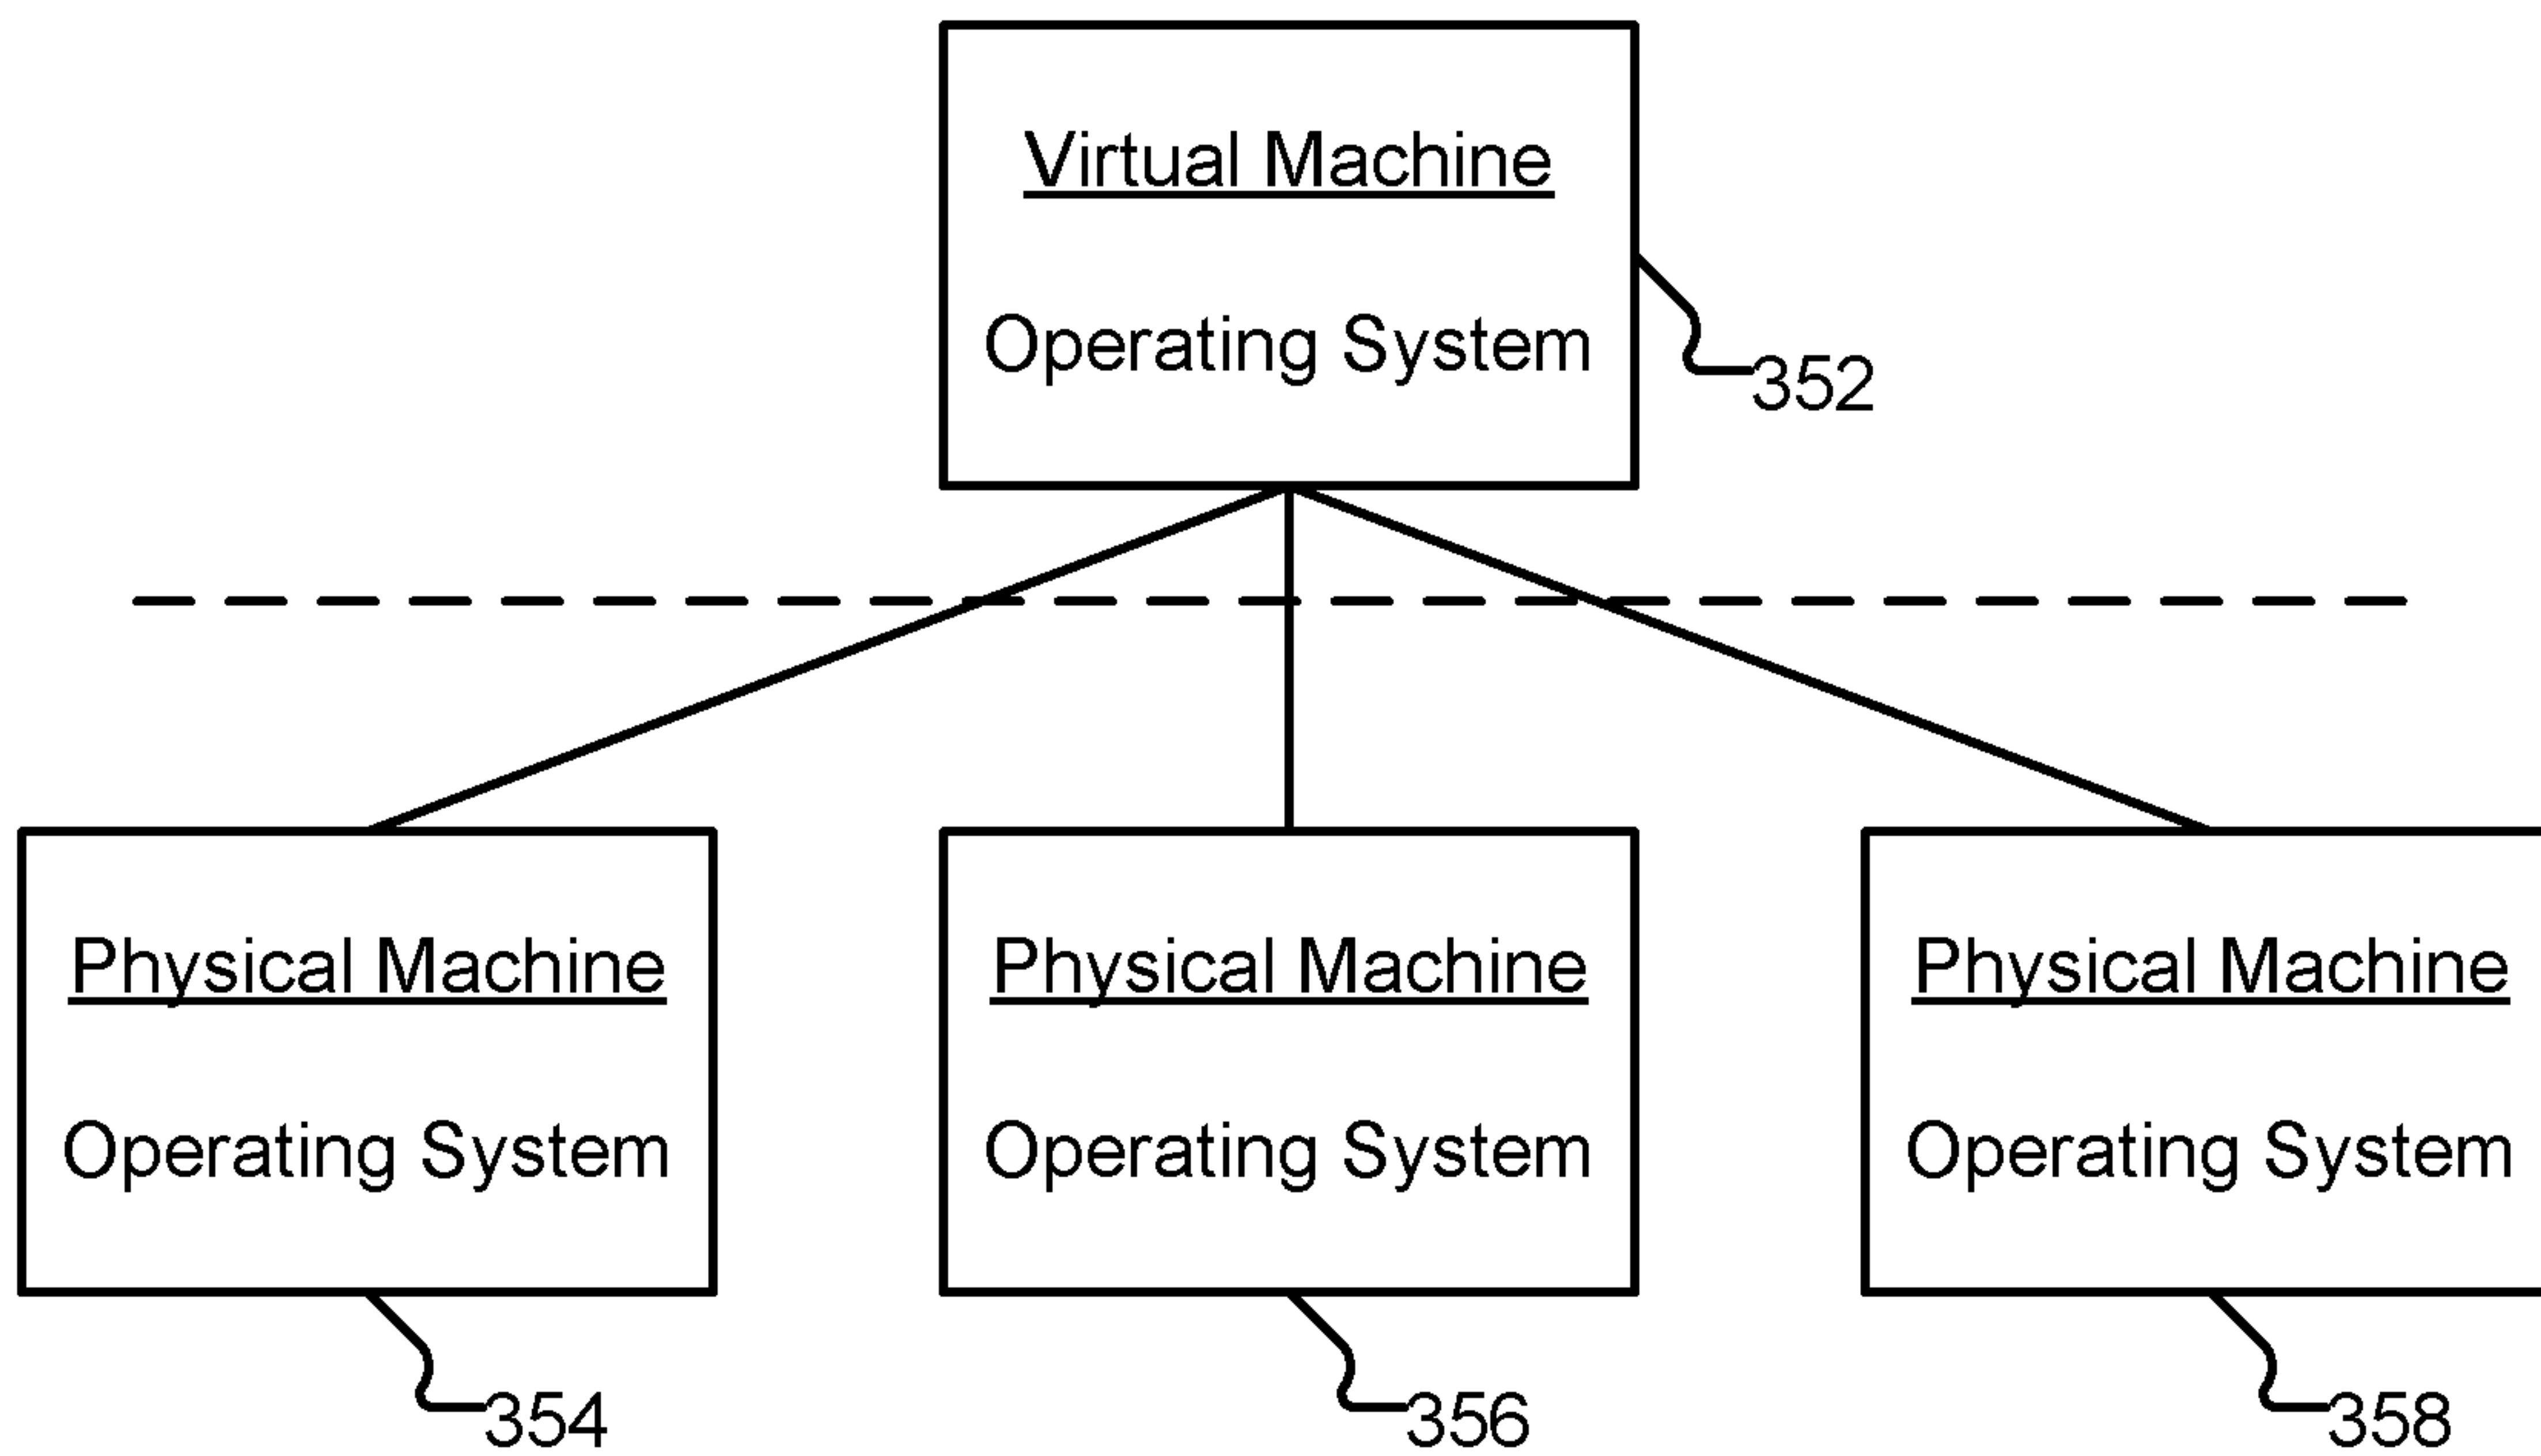 Virtual Machine
Operating System
352
Physical Machine
Operating System
354
Physical Machine
Operating System
356
Physical Machine
Operating System
358